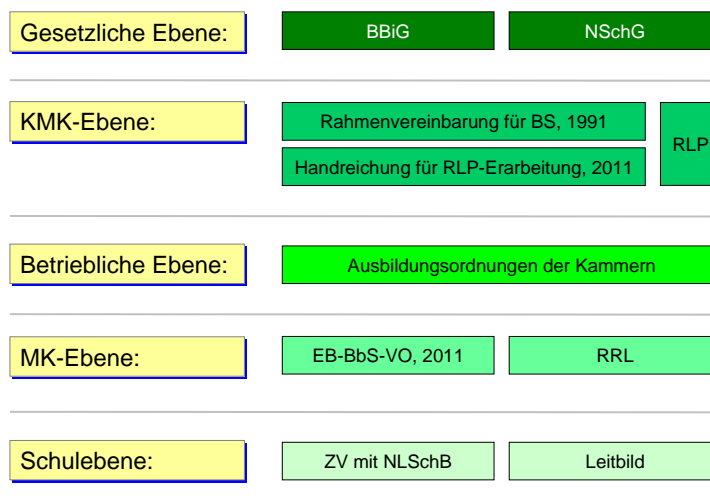 Gesetzliche Ebene:
BBiG
NSchG
KMK-Ebene:
Rahmenvereinbarung für BS, 1991
Handreichung für RLP-Erarbeitung, 2011
RLP
Betriebliche Ebene:
Ausbildungsordnungen der Kammern
MK-Ebene:
EB-BbS-VO, 2011
RRL
Schulebene:
ZV mit NLSchB
Leitbild